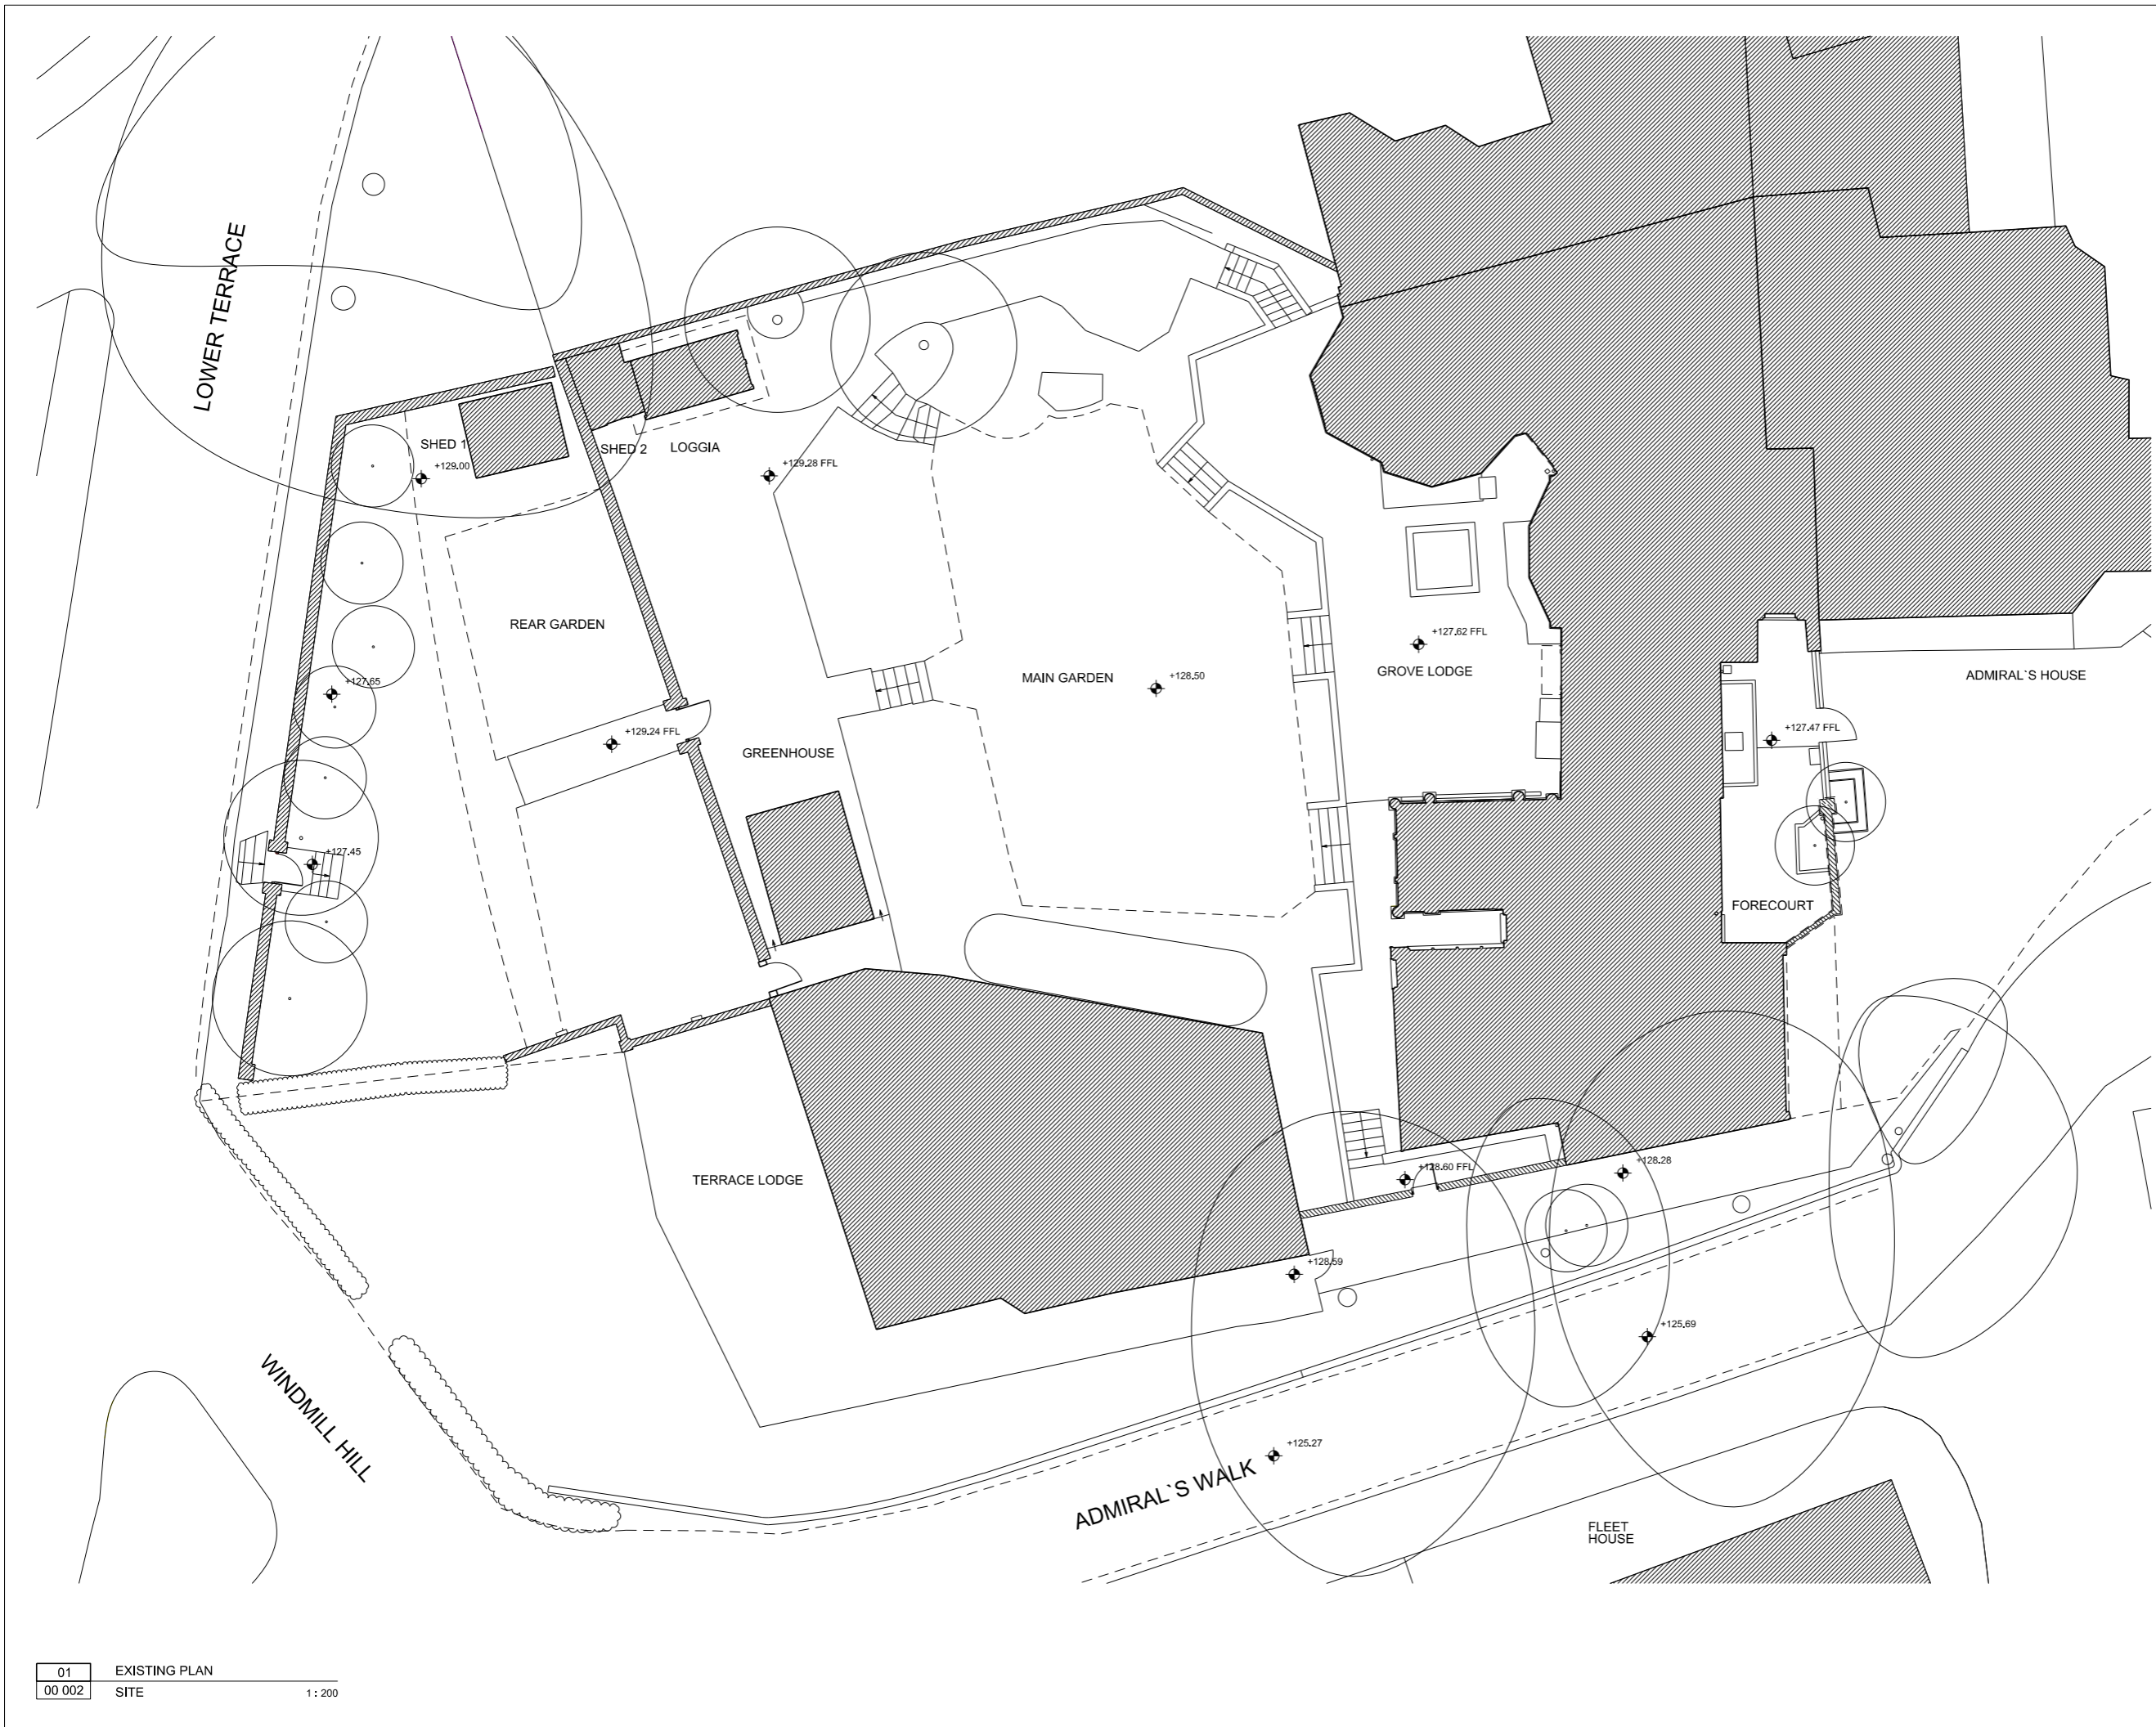 LOWER TERRACE
SHED 1
+129.00
SHED 2
LOGGIA
+129.28 FFL
REAR GARDEN
+127.65
+129.24 FFL
GREENHOUSE
MAIN GARDEN
+128.50
+127.62 FFL
GROVE LODGE
ADMIRAL`S HOUSE
+127.47 FFL
+127.45
FORECOURT
TERRACE LODGE
+128.60 FFL
+128.28
+128.59
+125.69
WINDMILL HILL
+125.27
ADMIRAL`S WALK
FLEET
HOUSE
01 EXISTING PLAN
00 002 SITE 1 : 200